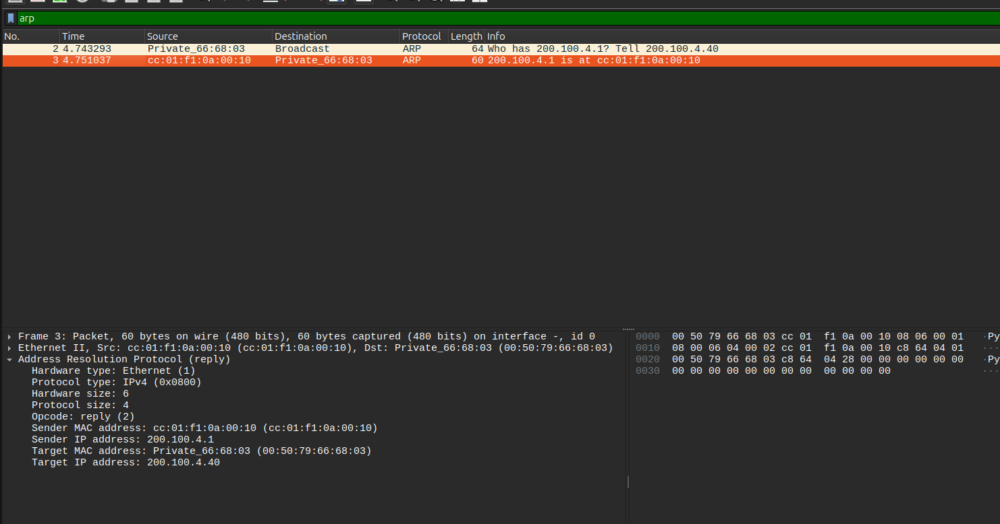 arp
No. Time Source Destination Protocol Length Info
2 4.743293 Private_66:68:03 Broadcast ARP 64 Who has 200.100.4.1? Tell 200.100.4.40
3 4.751037 cc:01:f1:0a:00:10 Private_66:68:03 ARP 60 200.100.4.1 is at cc:01:f1:0a:00:10
Frame 3: Packet, 60 bytes on wire (480 bits), 60 bytes captured (480 bits) on interface -, id 0
Ethernet II, Src: cc:01:f1:0a:00:10 (cc:01:f1:0a:00:10), Dst: Private_66:68:03 (00:50:79:66:68:03)
Address Resolution Protocol (reply)
Hardware type: Ethernet (1)
Protocol type: IPv4 (0x0800)
Hardware size: 6
Protocol size: 4
Opcode: reply (2)
Sender MAC address: cc:01:f1:0a:00:10 (cc:01:f1:0a:00:10)
Sender IP address: 200.100.4.1
Target MAC address: Private_66:68:03 (00:50:79:66:68:03)
Target IP address: 200.100.4.40
0000 00 50 79 66 68 03 cc 01 f1 0a 00 10 08 06 00 01 ·Py
0010 08 00 06 04 00 02 cc 01 f1 0a 00 10 c8 64 04 01 ···
0020 00 50 79 66 68 03 c8 64 04 28 00 00 00 00 00 00 ·Py
0030 00 00 00 00 00 00 00 00 00 00 00 00 ···